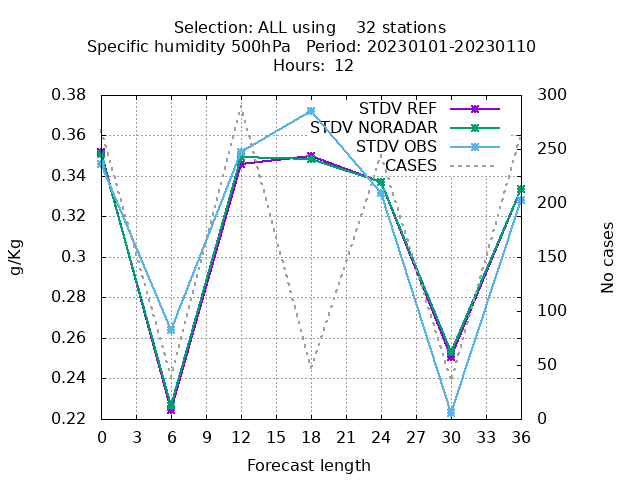 Selection: ALL using    32 stations
Specific humidity 500hPa   Period: 20230101-20230110
Hours:  12
0.38
0.36
0.34
0.32
0.3
0.28
0.26
0.24
0.22
g/Kg
STDV REF
STDV NORADAR
STDV OBS
CASES
300
250
200
150
100
50
0
No cases
0 3 6 9 12 15 18 21 24 27 30 33 36
Forecast length